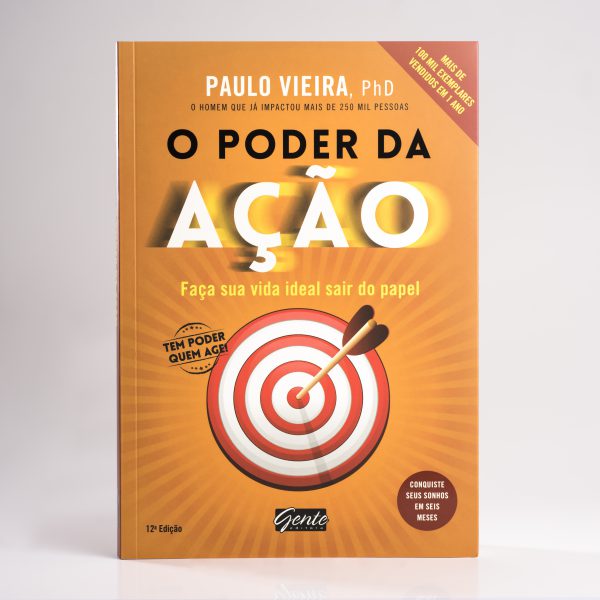 PAULO VIEIRA, PhD
O HOMEM QUE JÁ IMPACTOU MAIS DE 250 MIL PESSOAS
MAIS DE
100 MIL EXEMPLARES
VENDIDOS EM 1 ANO
O PODER DA
AÇÃO
Faça sua vida ideal sair do papel
TEM PODER
QUEM AGE!
CONQUISTE
SEUS SONHOS
EM SEIS
MESES
12ª Edição
Gente
editora